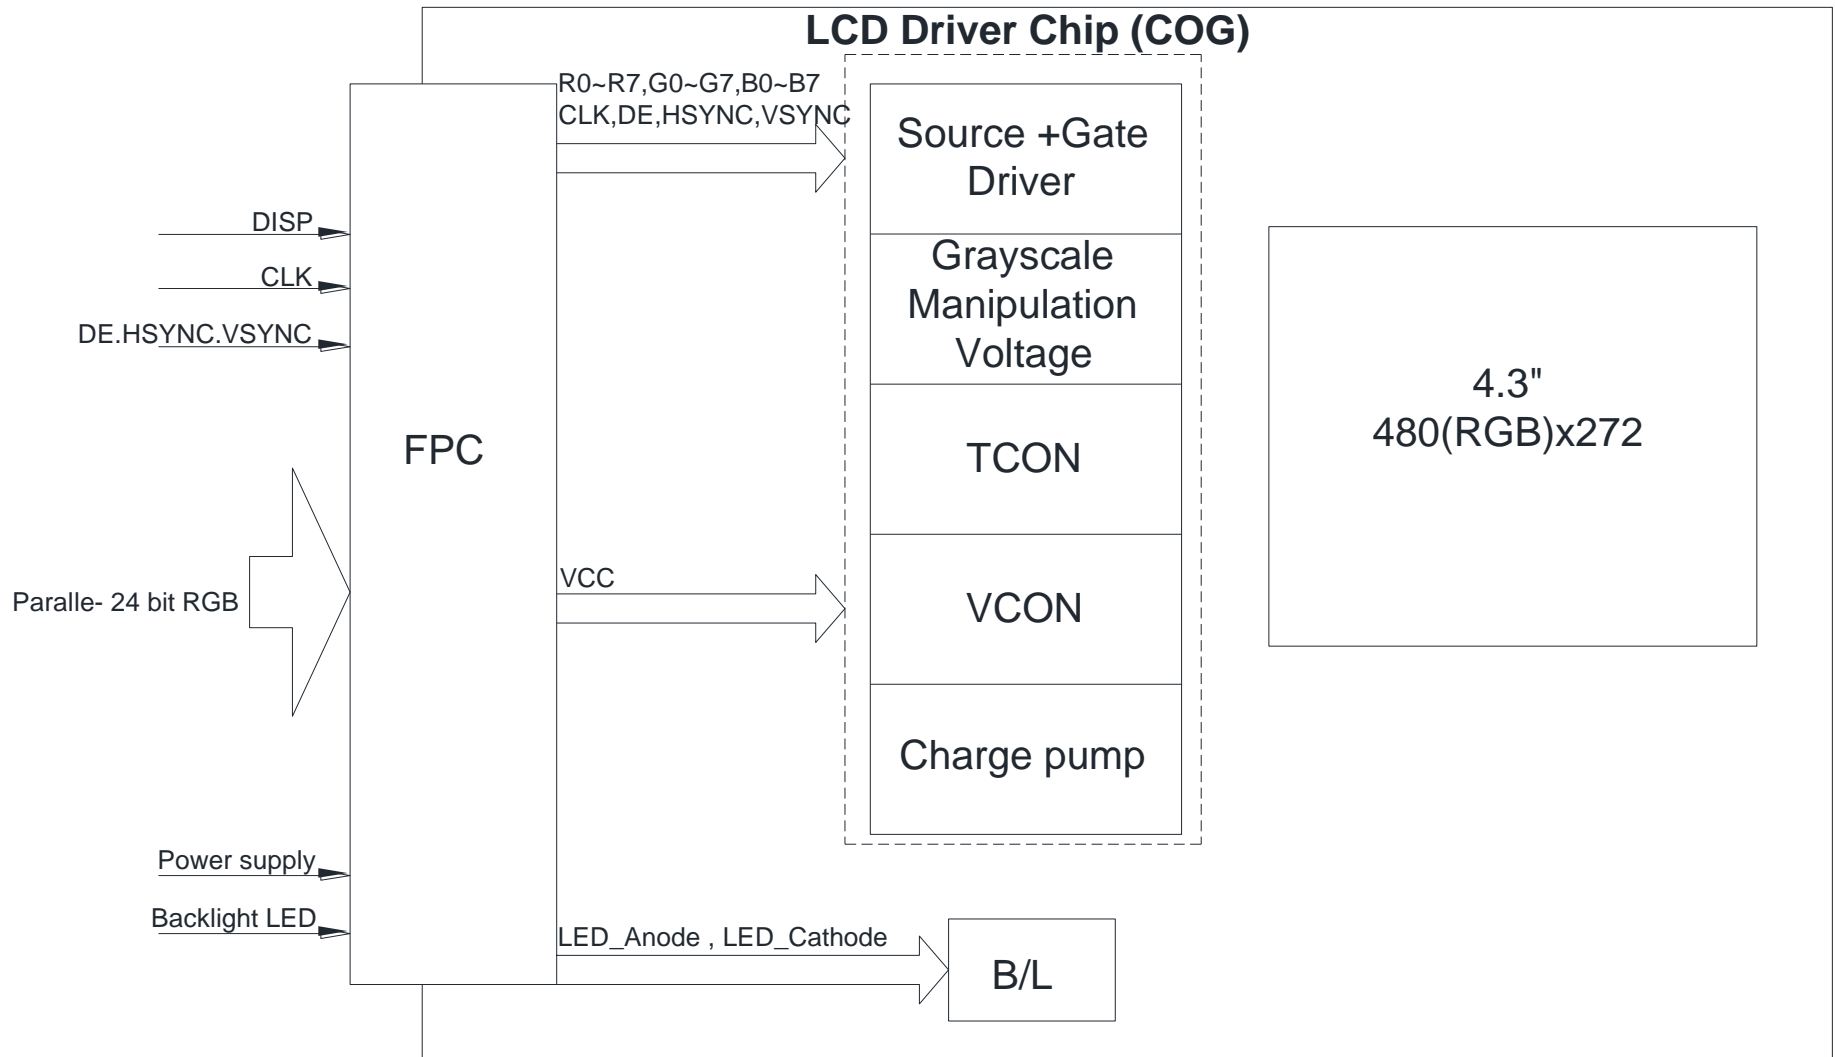 LCD Driver Chip (COG)
R0~R7,G0~G7,B0~B7
CLK,DE,HSYNC,VSYNC
Source +Gate
Driver
DISP
Grayscale
Manipulation
Voltage
CLK
DE.HSYNC.VSYNC
4.3"
480(RGB)x272
FPC
TCON
VCC
Paralle- 24 bit RGB
VCON
Charge pump
Power supply
Backlight LED
LED_Anode , LED_Cathode
B/L